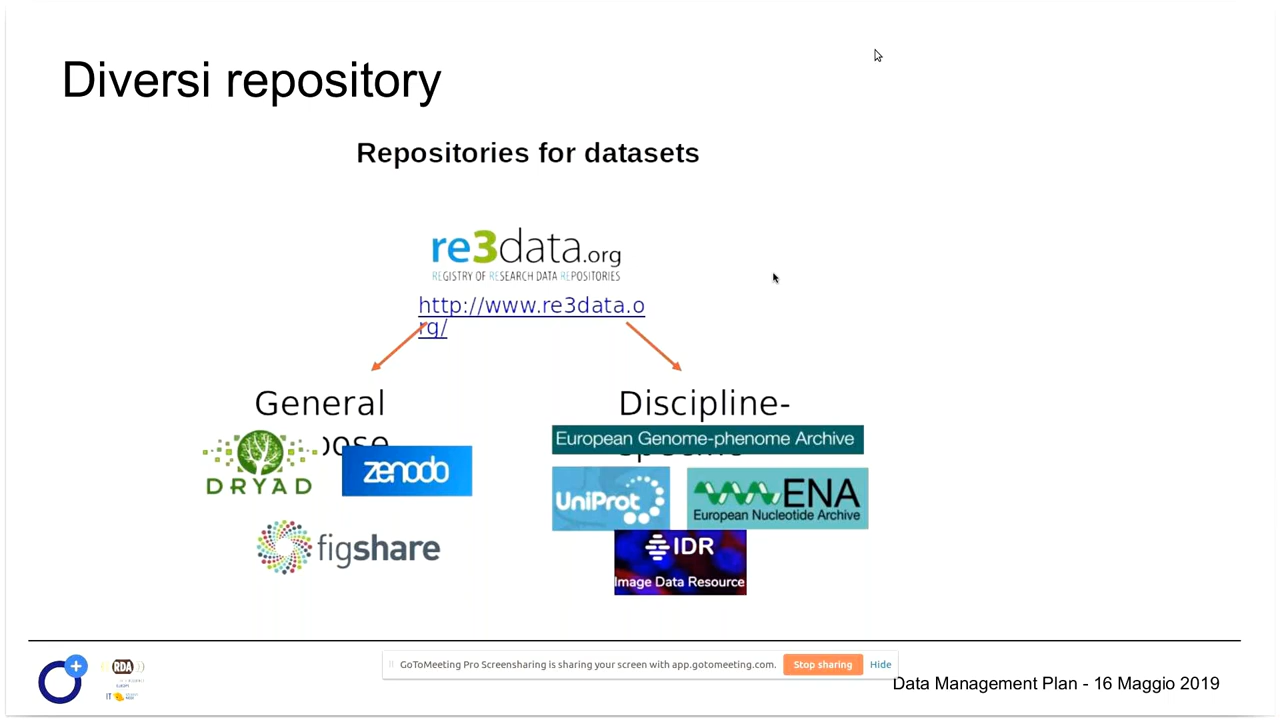 Diversi repository
Repositories for datasets
re3data.org
REGISTRY OF RESEARCH DATA REPOSITORIES
http://www.re3data.o
rg/
General
Discipline-
European Genome-phenome Archive
DRYAD
zenodo
UniProt
ENA
European Nucleotide Archive
figshare
IDR
Image Data Resource
RDA
IT
GoToMeeting Pro Screensharing is sharing your screen with app.gotomeeting.com.
Stop sharing
Hide
Data Management Plan - 16 Maggio 2019